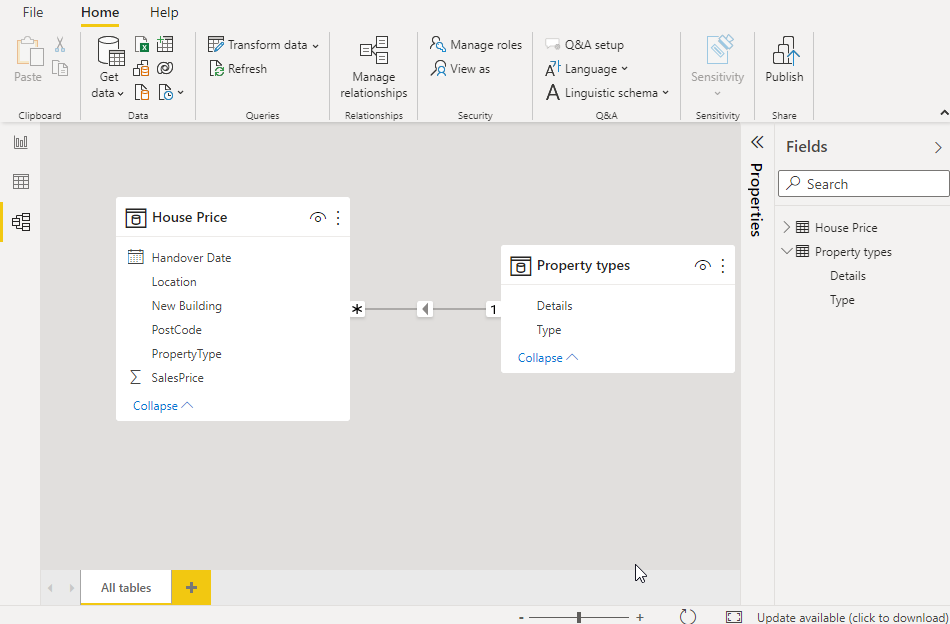 File Home Help
Paste
Get data
Transform data
Refresh
Manage relationships
Manage roles
View as
Q&A setup
Language
Linguistic schema
Sensitivity
Publish
Clipboard Data Queries Relationships Security Q&A Sensitivity Share
House Price
Handover Date
Location
New Building
PostCode
PropertyType
∑ SalesPrice
Collapse
* 1
Property types
Details
Type
Collapse
Properties
Fields
Search
House Price
Property types
Details
Type
All tables +
- +
Update available (click to download)